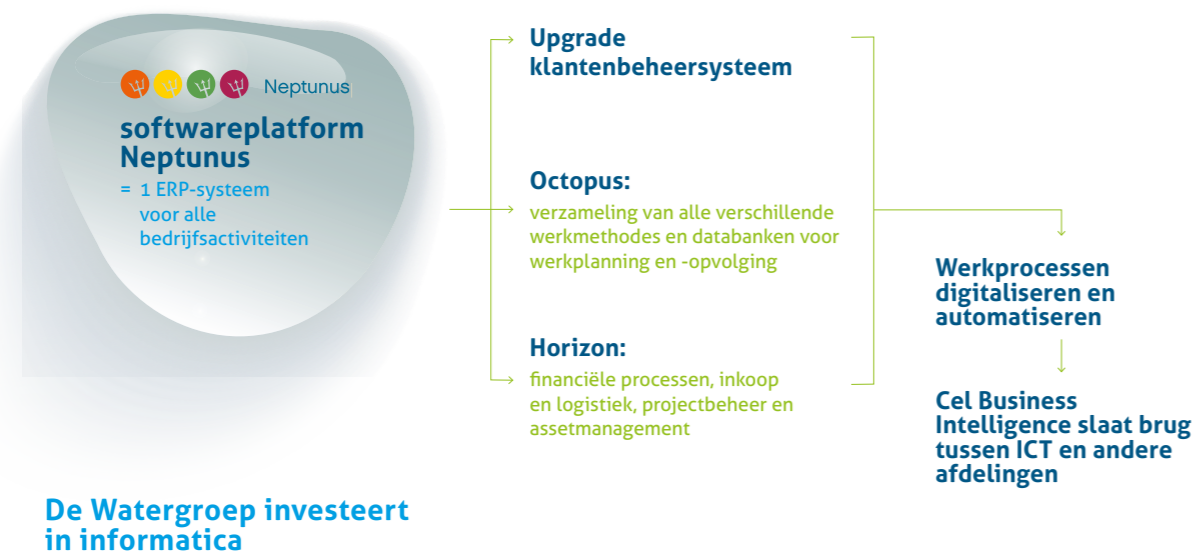 Neptunus
softwareplatform
Neptunus
= 1 ERP-systeem
voor alle
bedrijfsactiviteiten
Upgrade
klantenbeheersysteem
Octopus:
verzameling van alle verschillende
werkmethodes en databanken voor
werkplanning en -opvolging
Horizon:
financiële processen, inkoop
en logistiek, projectbeheer en
assetmanagement
Werkprocessen
digitaliseren en
automatiseren
Cel Business
Intelligence slaat brug
tussen ICT en andere
afdelingen
De Watergroep investeert
in informatica